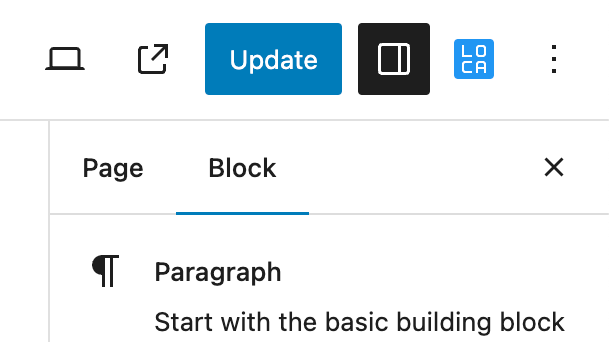 Update
LO
CA
Page
Block
Paragraph
Start with the basic building block